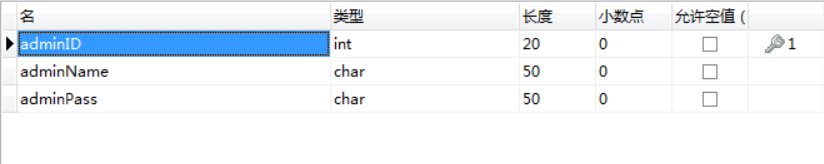 名 类型 长度 小数点 允许空值 (
adminID int 20 0 1
adminName char 50 0
adminPass char 50 0